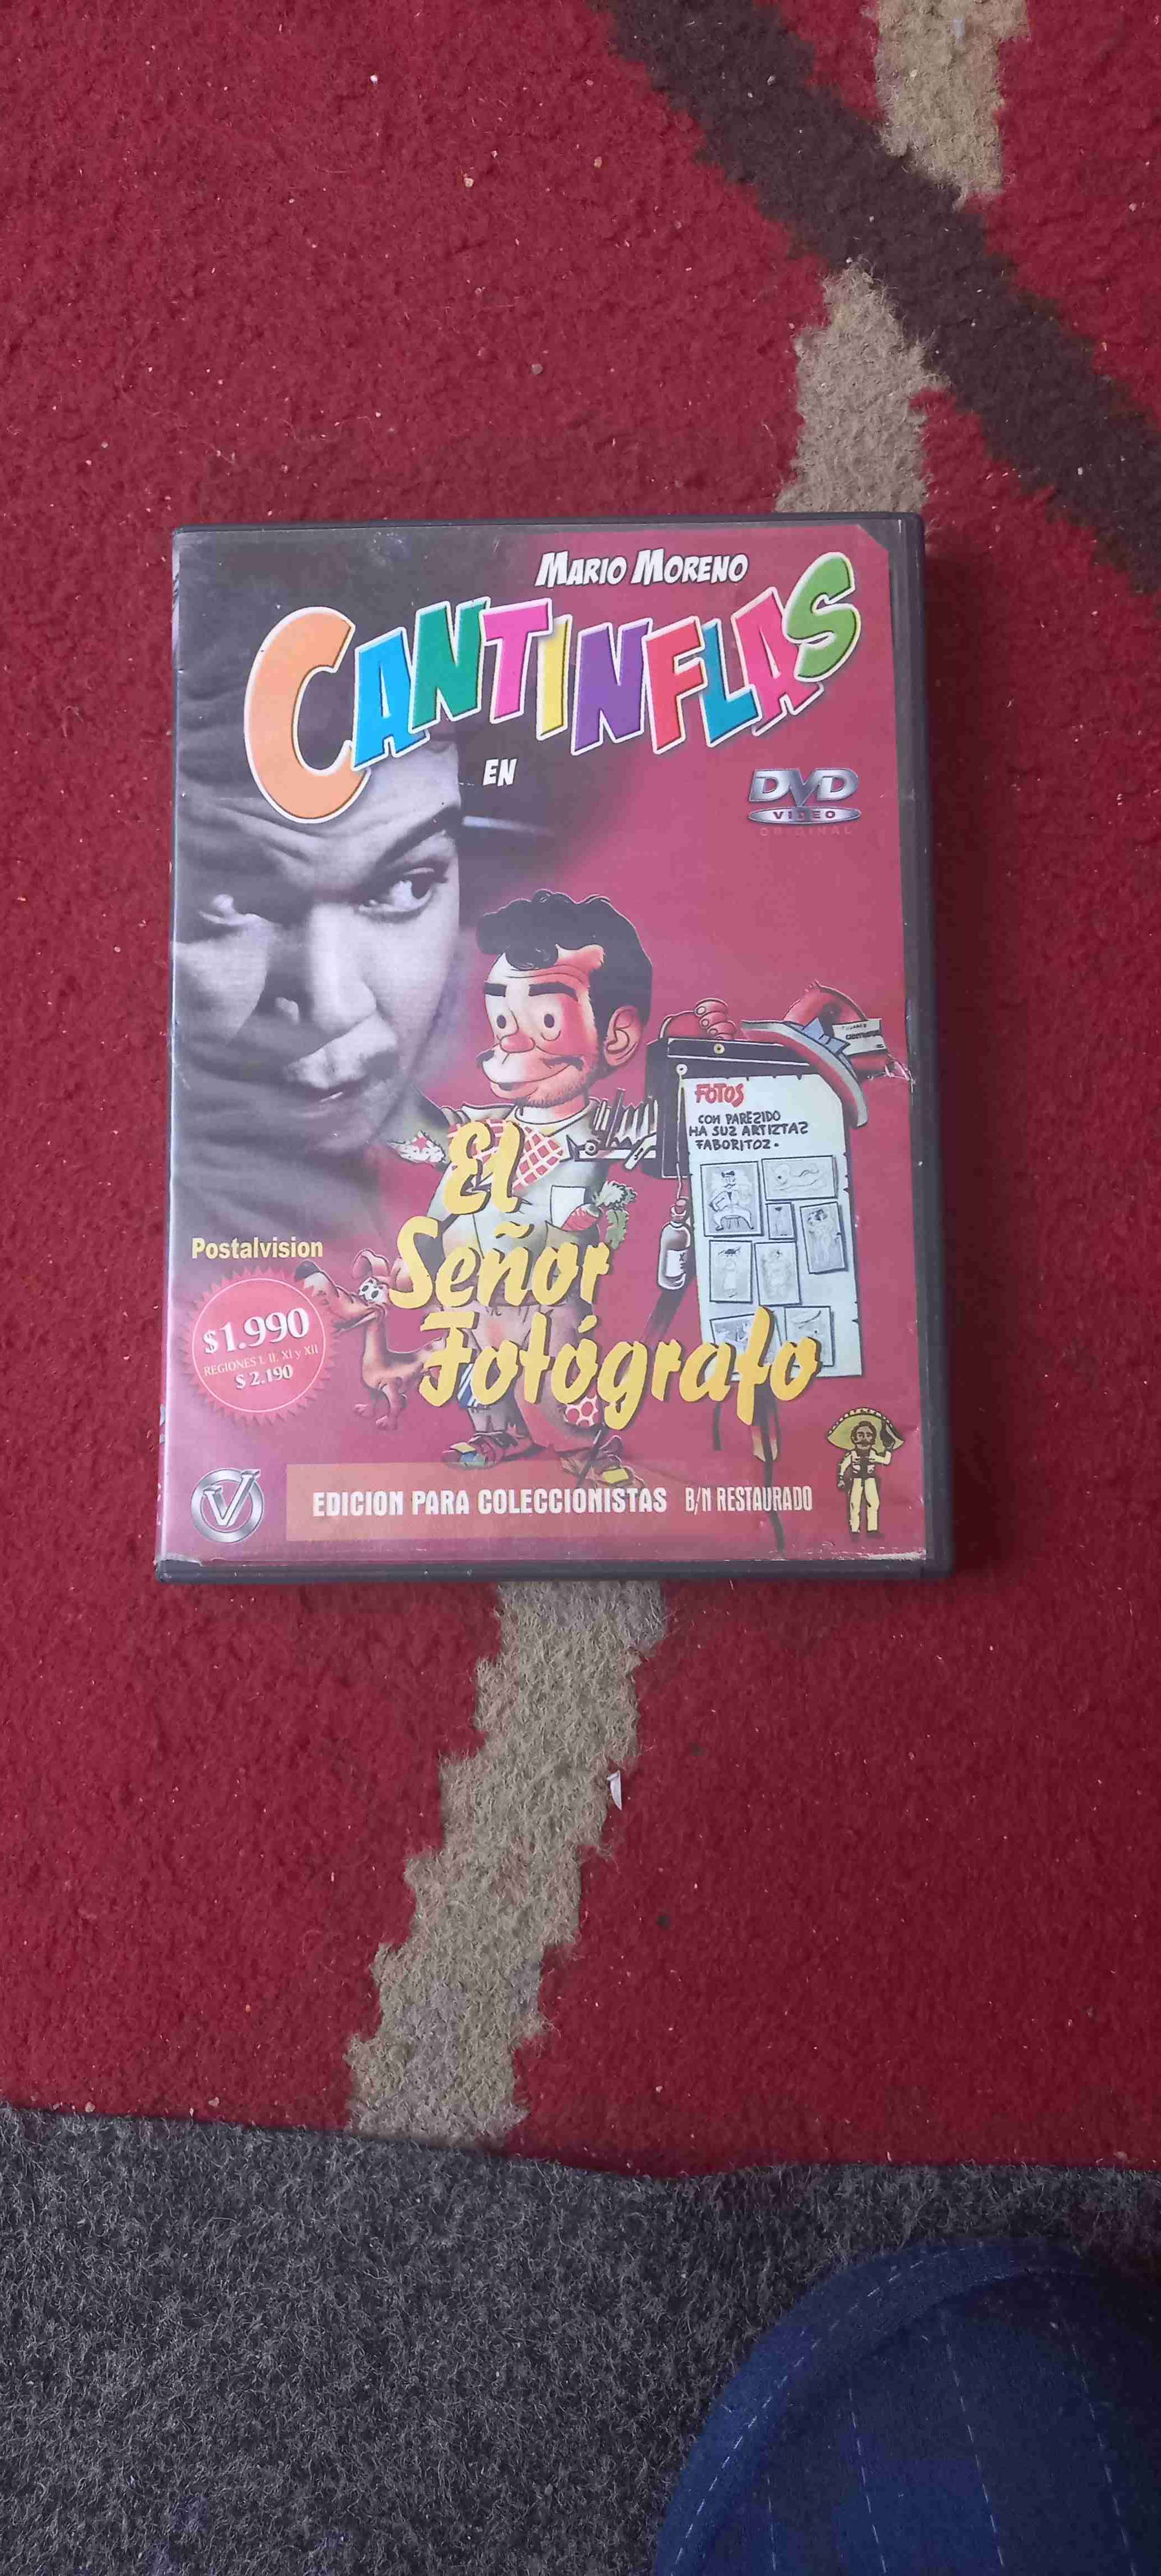 MARIO MORENO
CANTINFLAS
EN
DVD
VIDEO
ORIGINAL
FOTOS
CON PAREZIDO
HA SUZ ARTIZTAZ
FABORITOZ.
El
Señor
Fotógrafo
Postalvision
$1.990
REGIONES I, II, XI y XII
$ 2.190
V
EDICION PARA COLECCIONISTAS B/N RESTAURADO